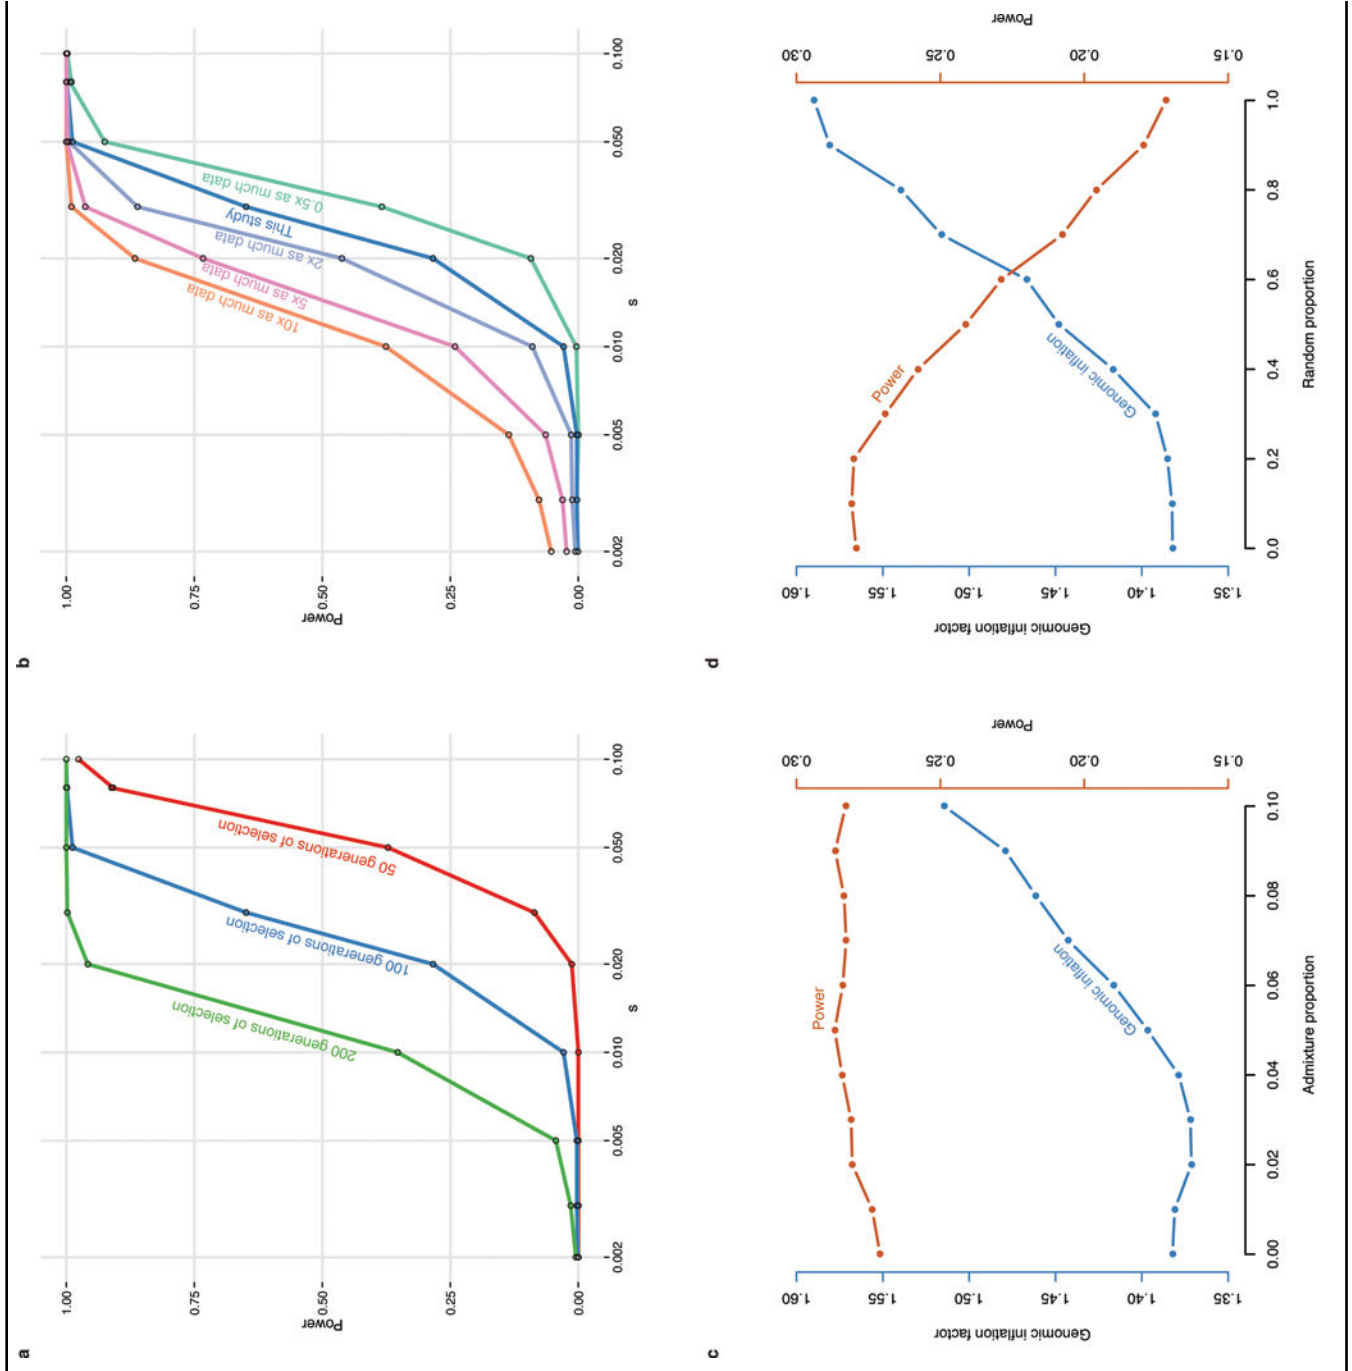 a
Power
1.00
0.75
0.50
0.25
0.00
200 generations of selection
100 generations of selection
50 generations of selection
0.002
0.005
0.010
0.020
0.050
0.100
s
b
Power
1.00
0.75
0.50
0.25
0.00
10x as much data
5x as much data
2x as much data
This study
0.5x as much data
0.002
0.005
0.010
0.020
0.050
0.100
s
c
Genomic inflation factor
1.60
1.55
1.50
1.45
1.40
1.35
Power
Genomic inflation
0.30
0.25
0.20
0.15
Power
0.00
0.02
0.04
0.06
0.08
0.10
Admixture proportion
d
Genomic inflation factor
1.60
1.55
1.50
1.45
1.40
1.35
Power
Genomic inflation
0.30
0.25
0.20
0.15
Power
0.0
0.2
0.4
0.6
0.8
1.0
Random proportion